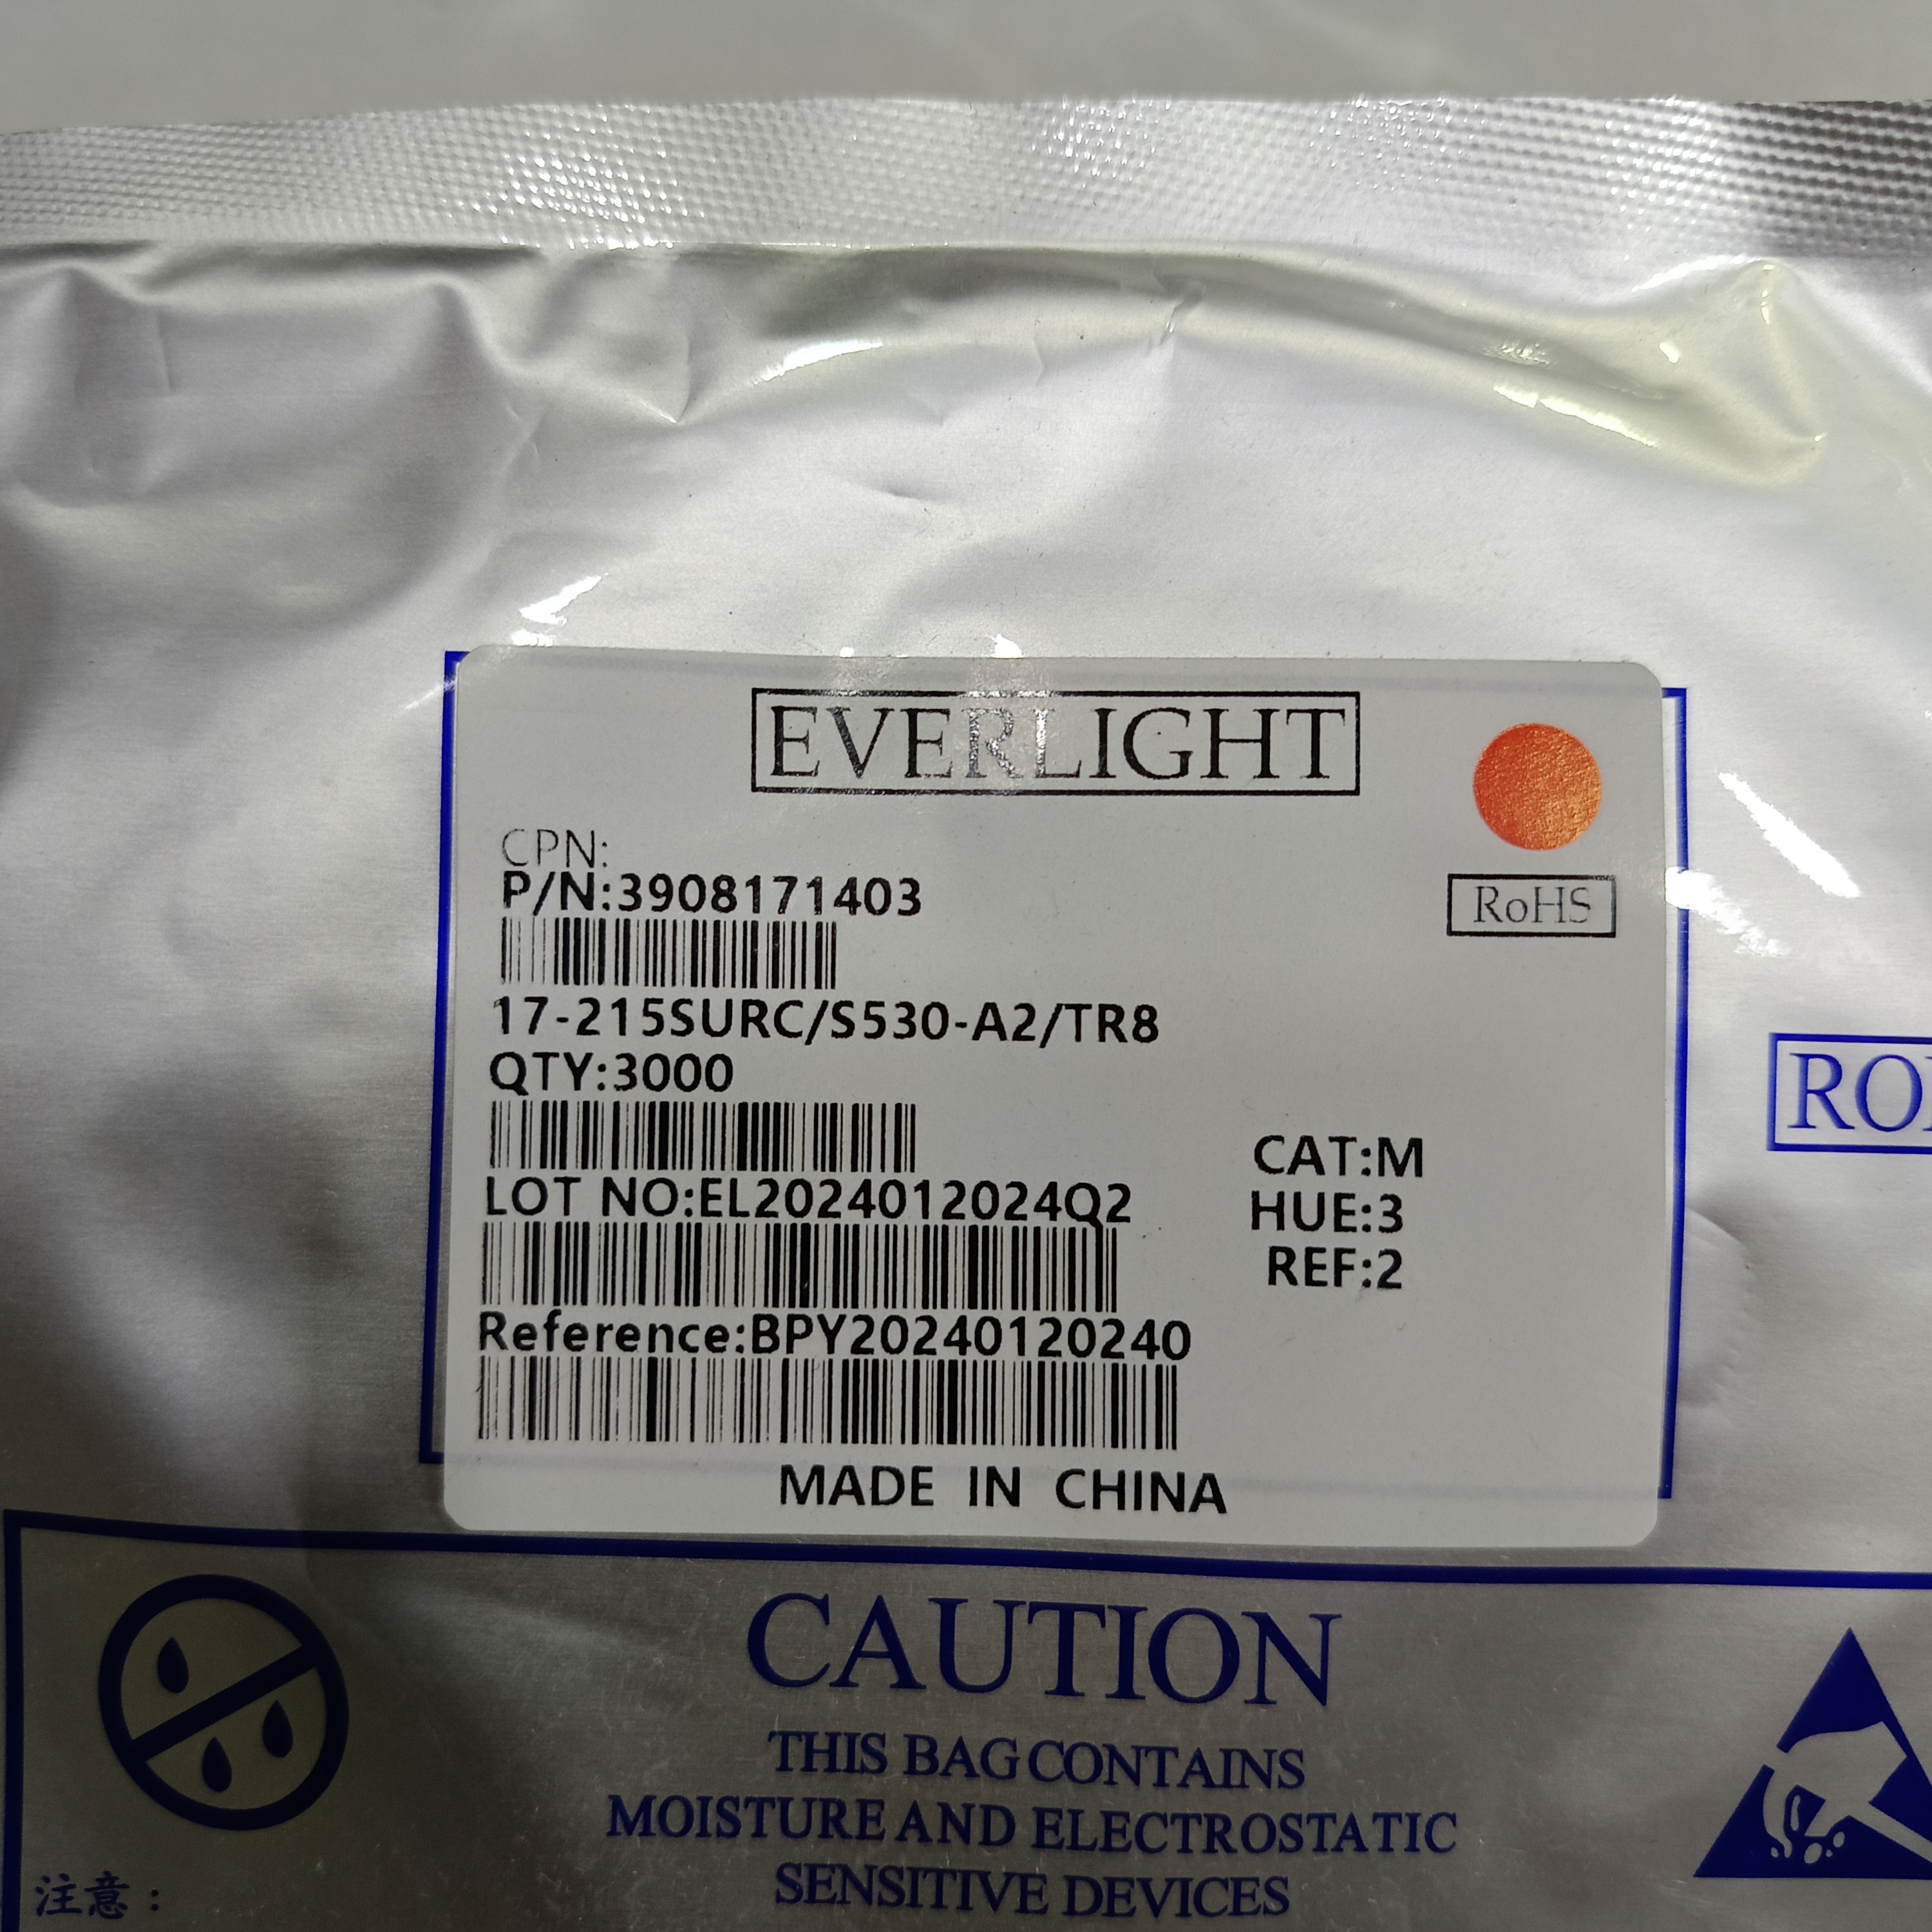 EVERLIGHT
CPN:
P/N:3908171403
RoHS
17-215SURC/S530-A2/TR8
QTY:3000
LOT NO:EL2024012024Q2
CAT:M
HUE:3
REF:2
Reference:BPY20240120240
MADE IN CHINA
CAUTION
THIS BAG CONTAINS
MOISTURE AND ELECTROSTATIC
SENSITIVE DEVICES
注意：